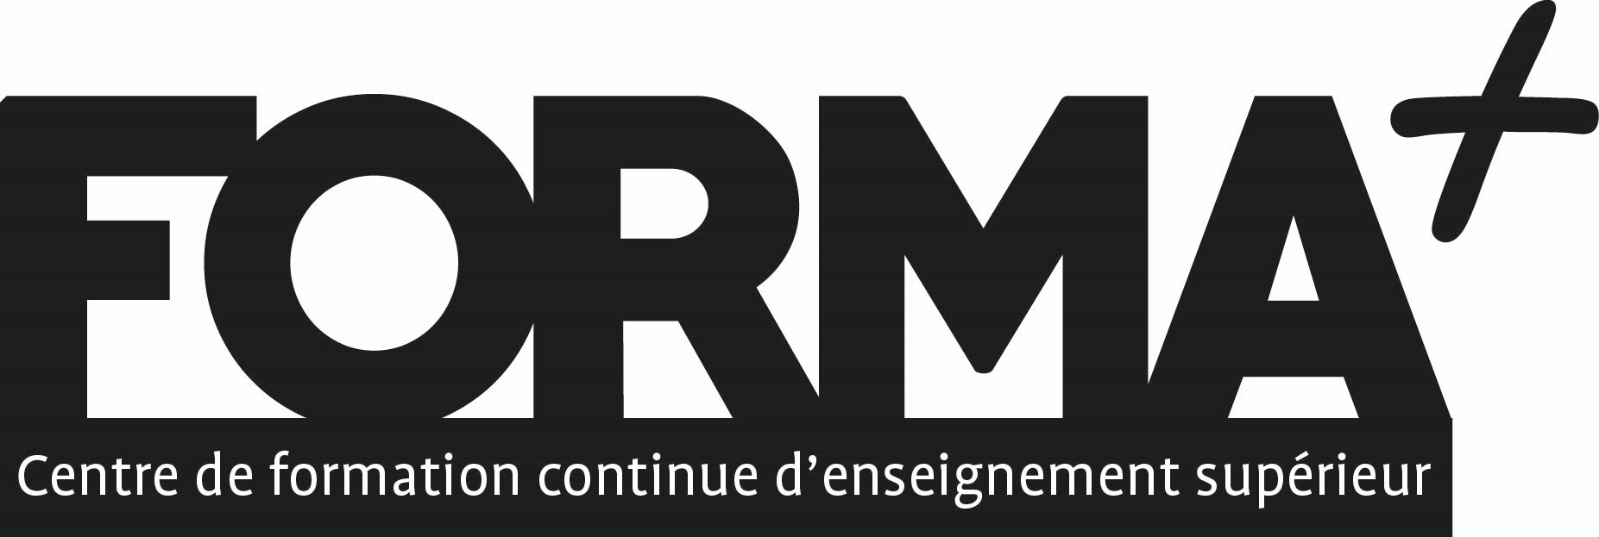 FORMA+
Centre de formation continue d’enseignement supérieur